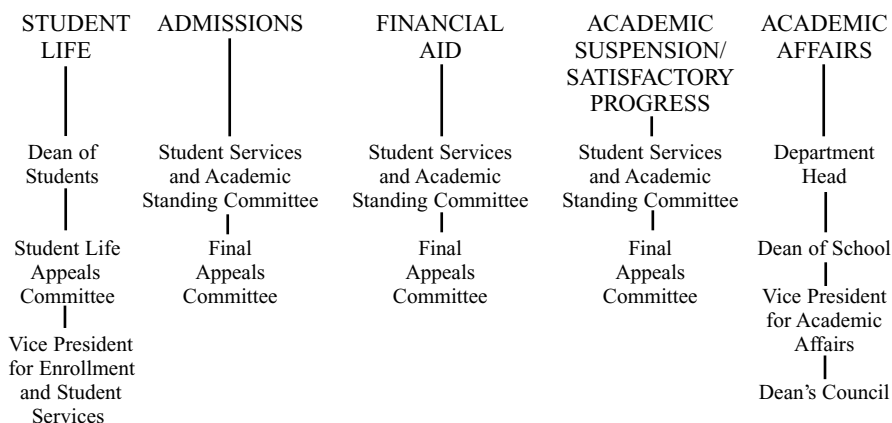 STUDENT
LIFE
Dean of
Students
Student Life
Appeals
Committee
Vice President
for Enrollment
and Student
Services
ADMISSIONS
Student Services
and Academic
Standing Committee
Final
Appeals
Committee
FINANCIAL
AID
Student Services
and Academic
Standing Committee
Final
Appeals
Committee
ACADEMIC
SUSPENSION/
SATISFACTORY
PROGRESS
Student Services
and Academic
Standing Committee
Final
Appeals
Committee
ACADEMIC
AFFAIRS
Department
Head
Dean of School
Vice President
for Academic
Affairs
Dean’s Council